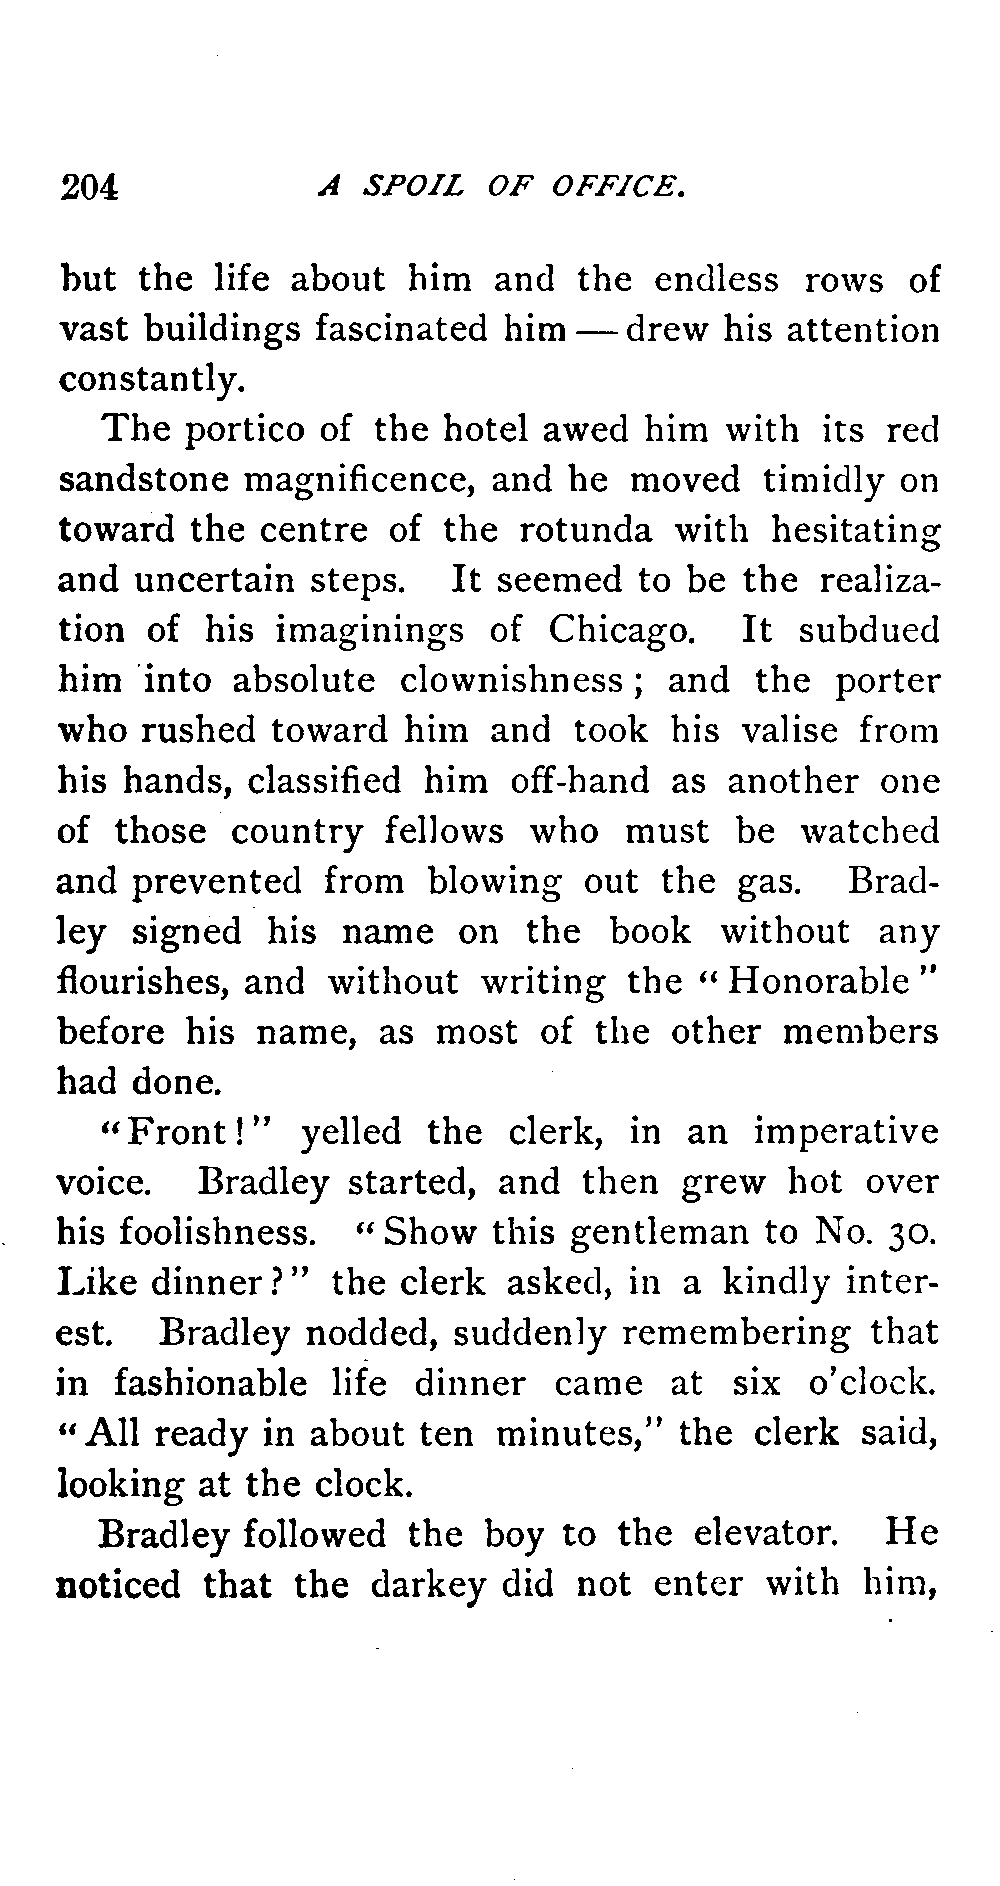 204 A SPOIL OF OFFICE.
but the life about him and the endless rows of
vast buildings fascinated him — drew his attention
constantly.
The portico of the hotel awed him with its red
sandstone magnificence, and he moved timidly on
toward the centre of the rotunda with hesitating
and uncertain steps. It seemed to be the realiza-
tion of his imaginings of Chicago. It subdued
him into absolute clownishness; and the porter
who rushed toward him and took his valise from
his hands, classified him off-hand as another one
of those country fellows who must be watched
and prevented from blowing out the gas. Brad-
ley signed his name on the book without any
flourishes, and without writing the "Honorable"
before his name, as most of the other members
had done.
"Front!" yelled the clerk, in an imperative
voice. Bradley started, and then grew hot over
his foolishness. "Show this gentleman to No. 30.
Like dinner?" the clerk asked, in a kindly inter-
est. Bradley nodded, suddenly remembering that
in fashionable life dinner came at six o'clock.
"All ready in about ten minutes," the clerk said,
looking at the clock.
Bradley followed the boy to the elevator. He
noticed that the darkey did not enter with him,